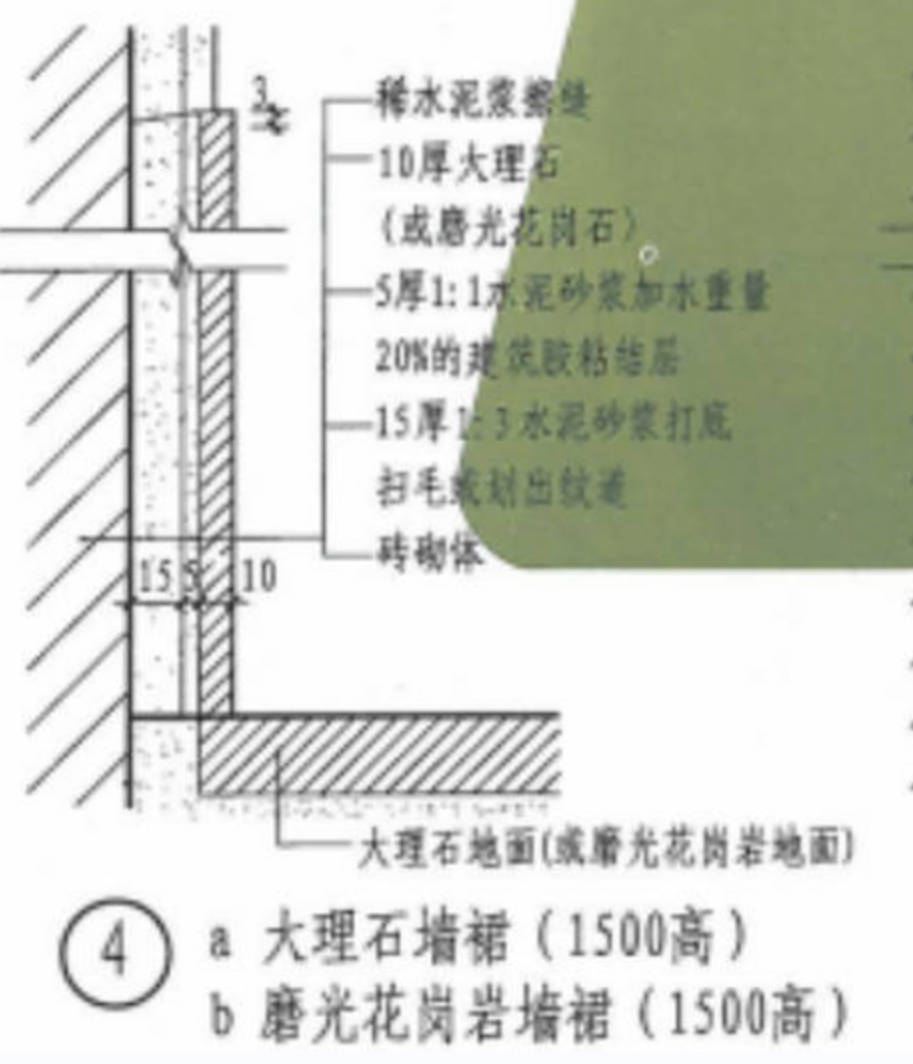 3
稀水泥浆擦缝
10厚大理石
(或磨光花岗石)
5厚1:1水泥砂浆加水重量
20%的建筑胶粘结层
15厚1:3水泥砂浆打底
扫毛或划出纹道
砖砌体
15 5 10
大理石地面(或磨光花岗岩地面)
4
a 大理石墙裙(1500高)
b 磨光花岗岩墙裙(1500高)